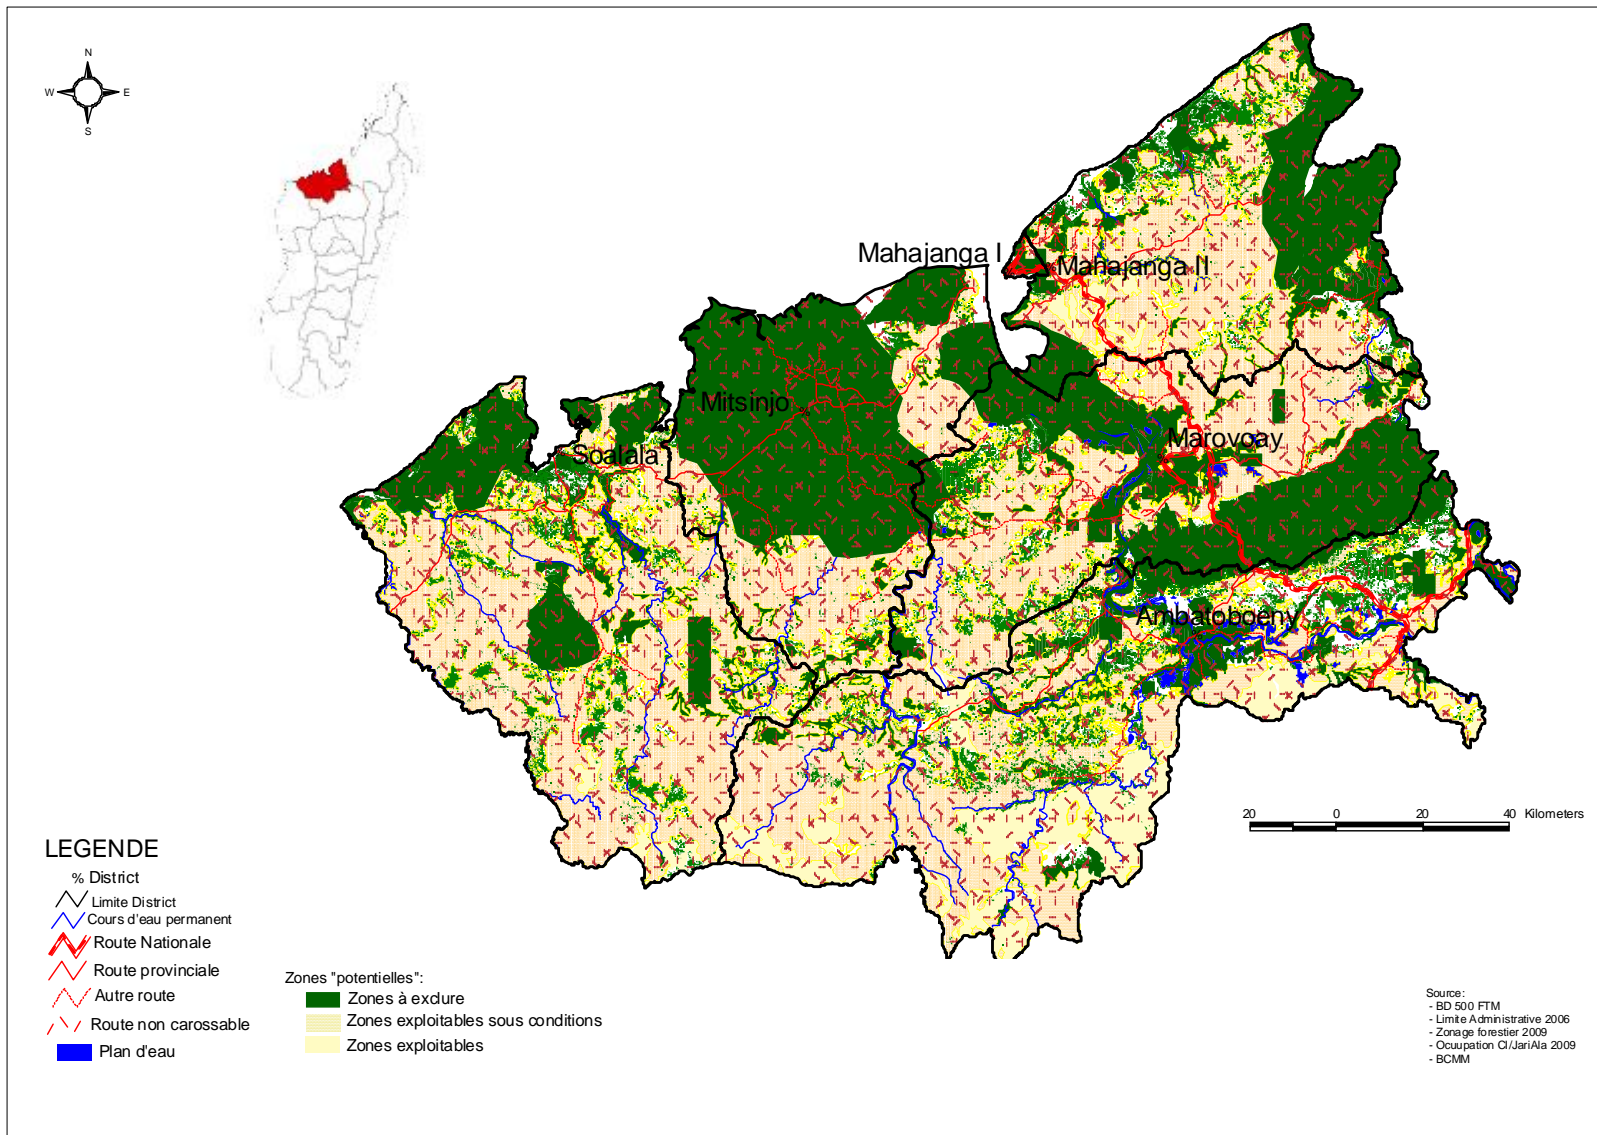 N
W E
S
Mahajanga I
Mahajanga II
Mitsinjo %
Marovoay
Soalala
Ambatoboeny
%
20 0 20 40 Kilometers
LEGENDE
% District
Limite District
Cours d'eau permanent
Route Nationale
Route provinciale
Autre route
Route non carossable
Plan d'eau
Zones "potentielles":
Zones à exclure
Zones exploitables sous conditions
Zones exploitables
Source:
- BD 500 FTM
- Limite Administrative 2006
- Zonage forestier 2009
- Ocuupation CI/JariAla 2009
- BCMM